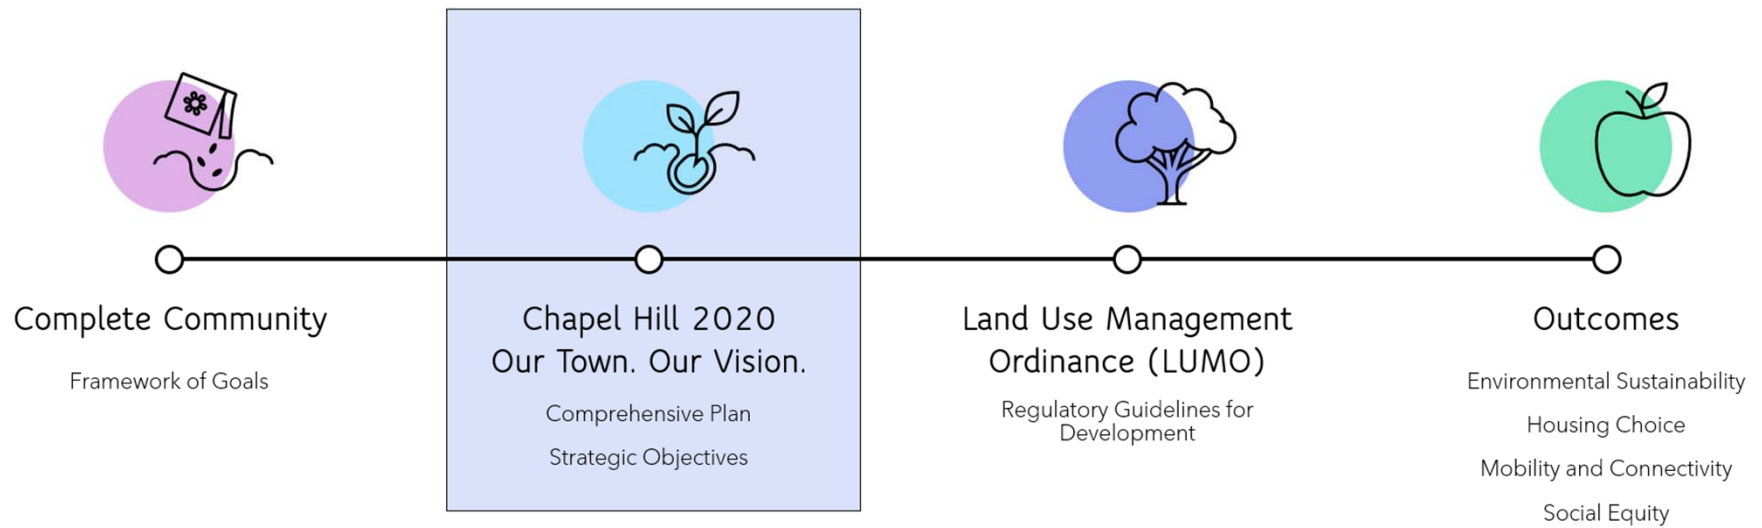 Complete Community
Framework of Goals
Chapel Hill 2020
Our Town. Our Vision.
Comprehensive Plan
Strategic Objectives
Land Use Management
Ordinance (LUMO)
Regulatory Guidelines for
Development
Outcomes
Environmental Sustainability
Housing Choice
Mobility and Connectivity
Social Equity